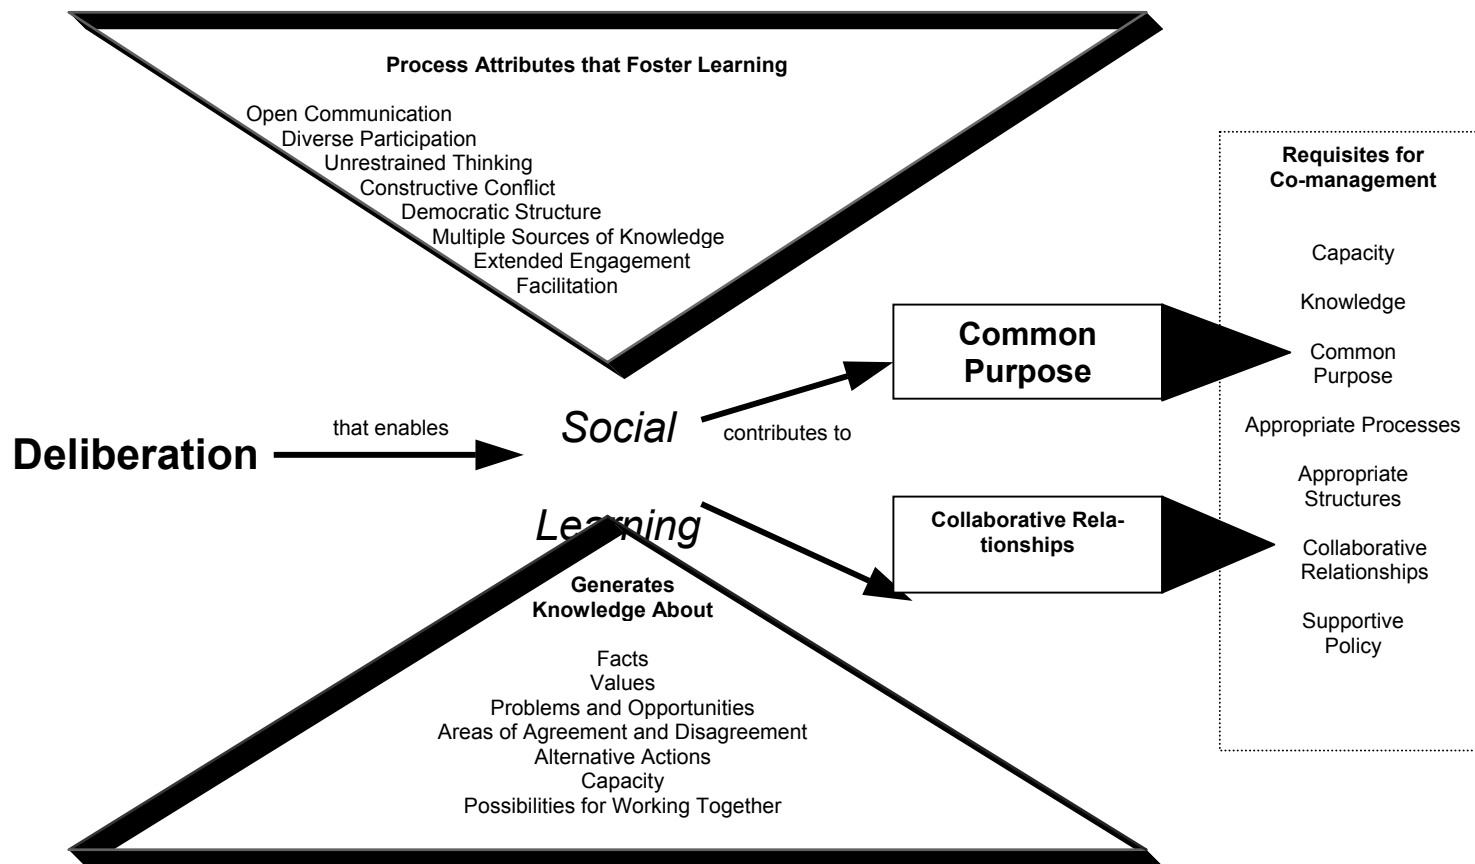 Process Attributes that Foster Learning
Open Communication
Diverse Participation
Unrestrained Thinking
Constructive Conflict
Democratic Structure
Multiple Sources of Knowledge
Extended Engagement
Facilitation
Deliberation
that enables
Social
Learning
contributes to
Generates
Knowledge About
Facts
Values
Problems and Opportunities
Areas of Agreement and Disagreement
Alternative Actions
Capacity
Possibilities for Working Together
Common
Purpose
Collaborative Rela-
tionships
Requisites for
Co-management
Capacity
Knowledge
Common
Purpose
Appropriate Processes
Appropriate
Structures
Collaborative
Relationships
Supportive
Policy